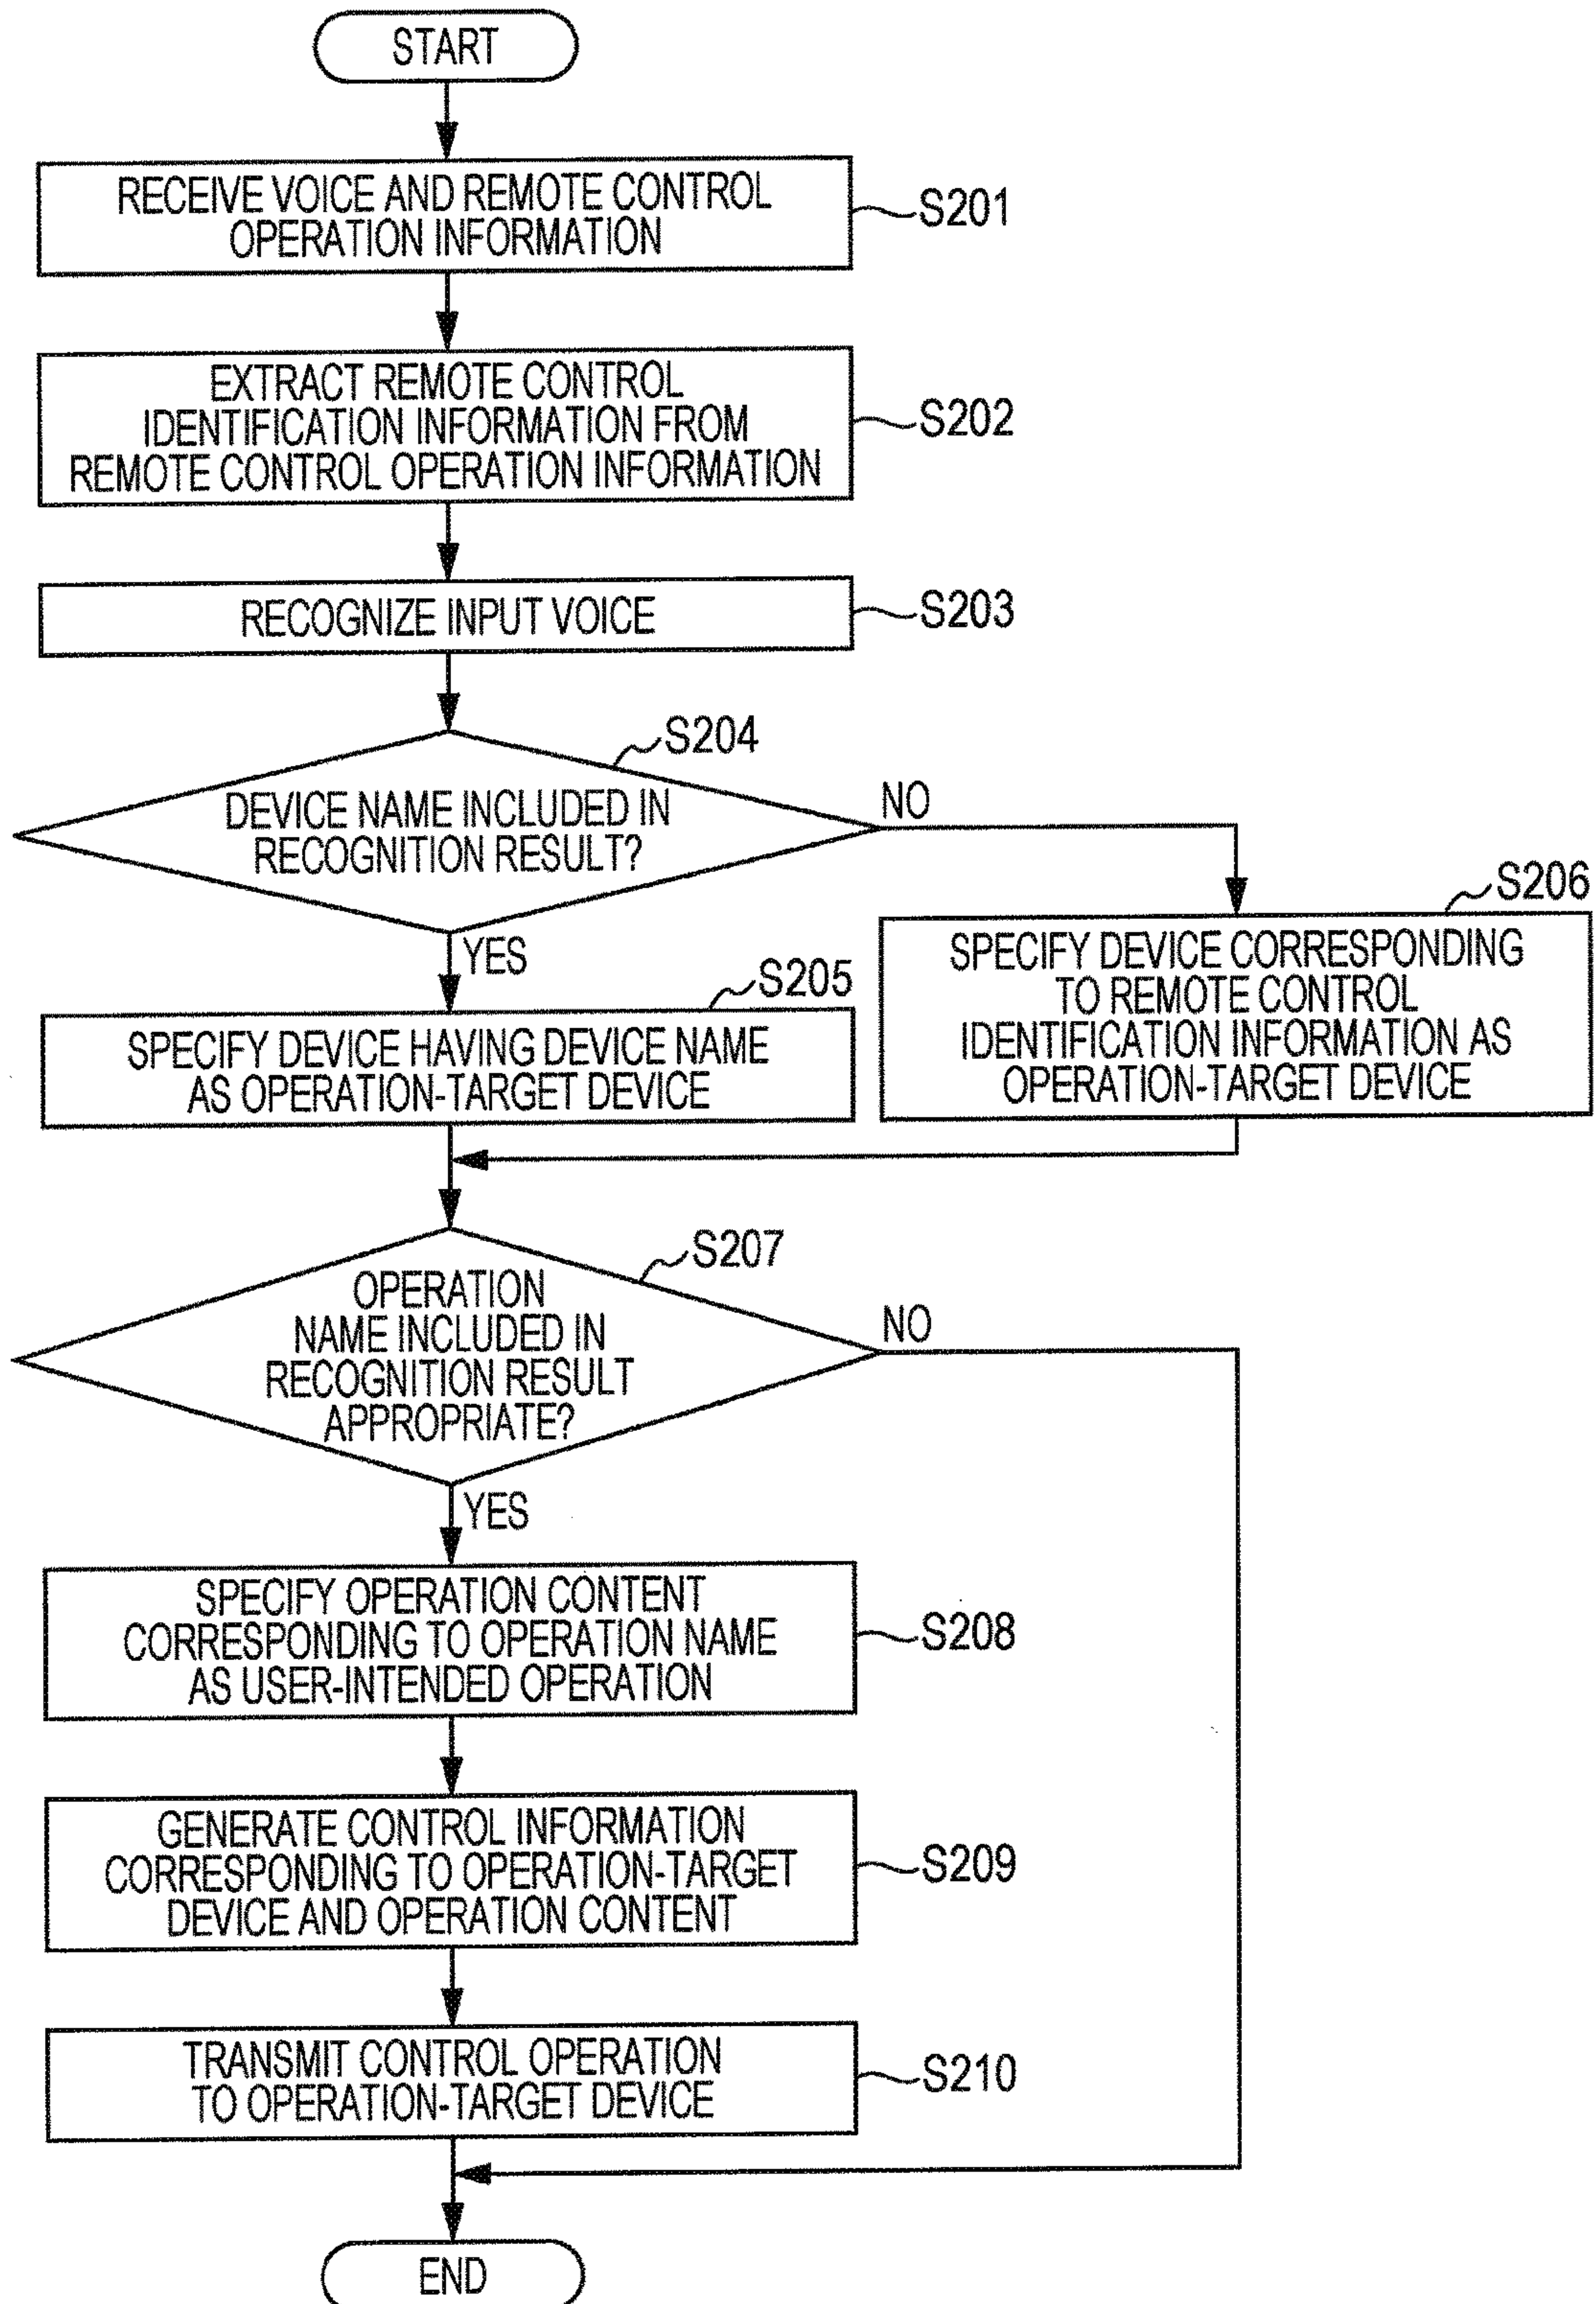 START
RECEIVE VOICE AND REMOTE CONTROL
OPERATION INFORMATION
S201
EXTRACT REMOTE CONTROL
IDENTIFICATION INFORMATION FROM
REMOTE CONTROL OPERATION INFORMATION
S202
RECOGNIZE INPUT VOICE
S203
S204
DEVICE NAME INCLUDED IN
RECOGNITION RESULT?
NO
YES
S205
SPECIFY DEVICE HAVING DEVICE NAME
AS OPERATION-TARGET DEVICE
S206
SPECIFY DEVICE CORRESPONDING
TO REMOTE CONTROL
IDENTIFICATION INFORMATION AS
OPERATION-TARGET DEVICE
S207
OPERATION
NAME INCLUDED IN
RECOGNITION RESULT
APPROPRIATE?
NO
YES
SPECIFY OPERATION CONTENT
CORRESPONDING TO OPERATION NAME
AS USER-INTENDED OPERATION
S208
GENERATE CONTROL INFORMATION
CORRESPONDING TO OPERATION-TARGET
DEVICE AND OPERATION CONTENT
S209
TRANSMIT CONTROL OPERATION
TO OPERATION-TARGET DEVICE
S210
END